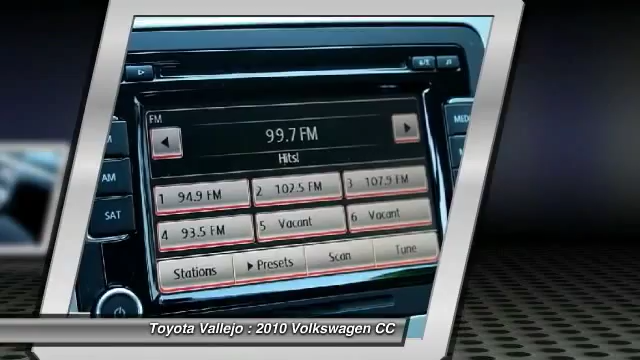 FM
99.7 FM
Hits!
MED
AM
SAT
1 94.9 FM 2 102.5 FM 3 107.9 FM
4 93.5 FM 5 Vacant 6 Vacant
Stations ▶Presets Scan Tune
Toyota Vallejo : 2010 Volkswagen CC